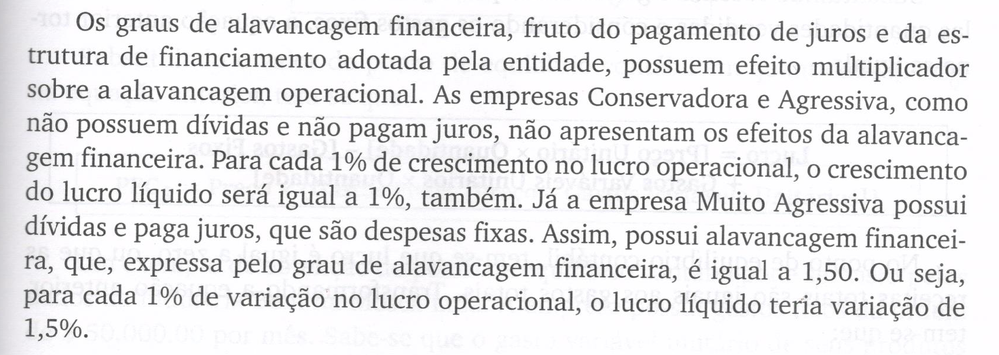 Os graus de alavancagem financeira, fruto do pagamento de juros e da es-
trutura de financiamento adotada pela entidade, possuem efeito multiplicador
sobre a alavancagem operacional. As empresas Conservadora e Agressiva, como
não possuem dívidas e não pagam juros, não apresentam os efeitos da alavanca-
gem financeira. Para cada 1% de crescimento no lucro operacional, o crescimento
do lucro líquido será igual a 1%, também. Já a empresa Muito Agressiva possui
dívidas e paga juros, que são despesas fixas. Assim, possui alavancagem financei-
ra, que, expressa pelo grau de alavancagem financeira, é igual a 1,50. Ou seja,
para cada 1% de variação no lucro operacional, o lucro líquido teria variação de
1,5%.